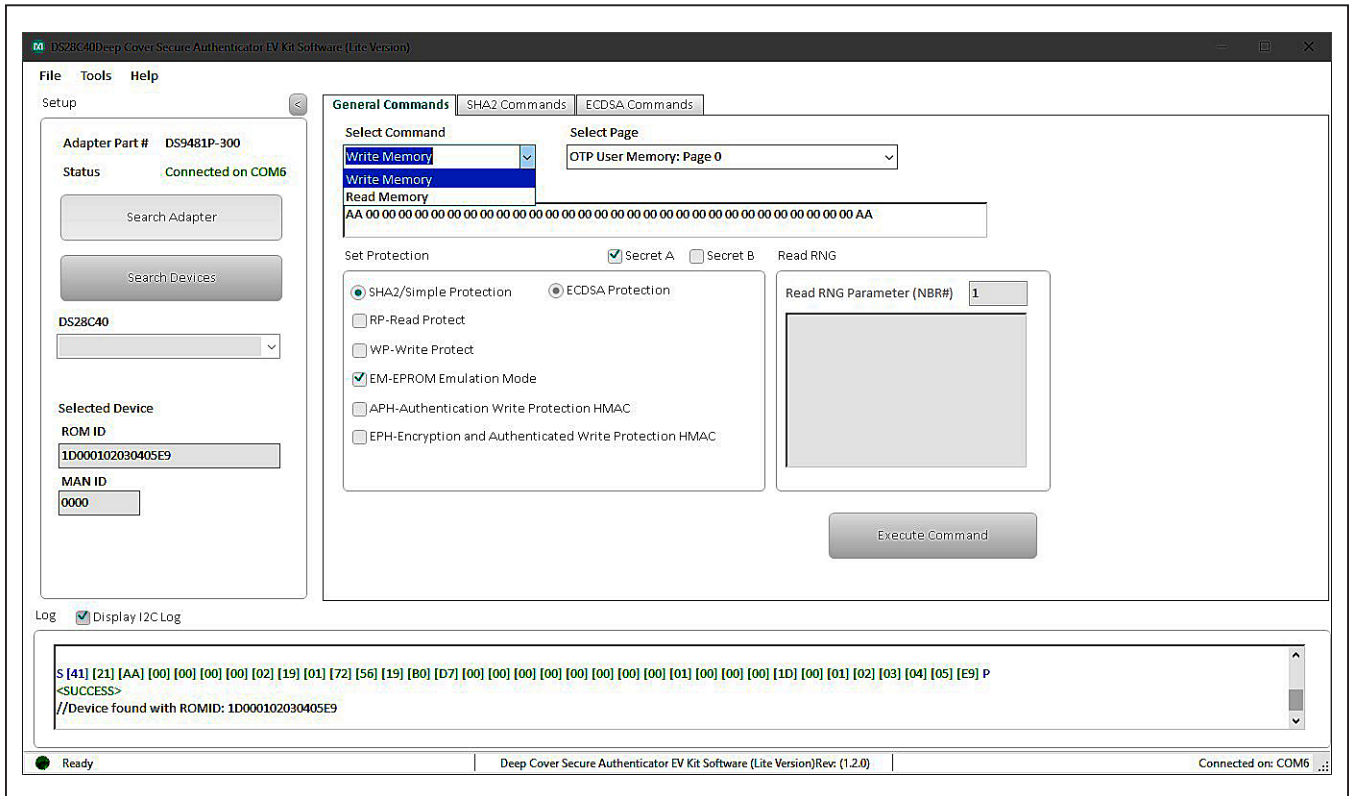 DS28C40Deep Cover Secure Authenticator EV Kit Software (Lite Version)
File Tools Help
Setup <
Adapter Part # DS9481P-300
Status Connected on COM6
Search Adapter
Search Devices
DS28C40
Selected Device
ROM ID
1D000102030405E9
MAN ID
0000
General Commands SHA2 Commands ECDSA Commands
Select Command Select Page
Write Memory OTP User Memory: Page 0
Write Memory
Read Memory
AA 00 00 00 00 00 00 00 00 00 00 00 00 00 00 00 00 00 00 00 00 00 00 00 00 00 00 00 00 00 00 AA
Set Protection Secret A Secret B Read RNG
SHA2/Simple Protection ECDSA Protection
RP-Read Protect
WP-Write Protect
EM-EPROM Emulation Mode
APH-Authentication Write Protection HMAC
EPH-Encryption and Authenticated Write Protection HMAC
Read RNG Parameter (NBR#) 1
Execute Command
Log Display I2C Log
S [41] [21] [AA] [00] [00] [00] [00] [02] [19] [01] [72] [56] [19] [B0] [D7] [00] [00] [00] [00] [00] [00] [00] [00] [01] [00] [00] [00] [1D] [00] [01] [02] [03] [04] [05] [E9] P
<SUCCESS>
//Device found with ROMID: 1D000102030405E9
Ready Deep Cover Secure Authenticator EV Kit Software (Lite Version)Rev: (1.2.0) Connected on: COM6